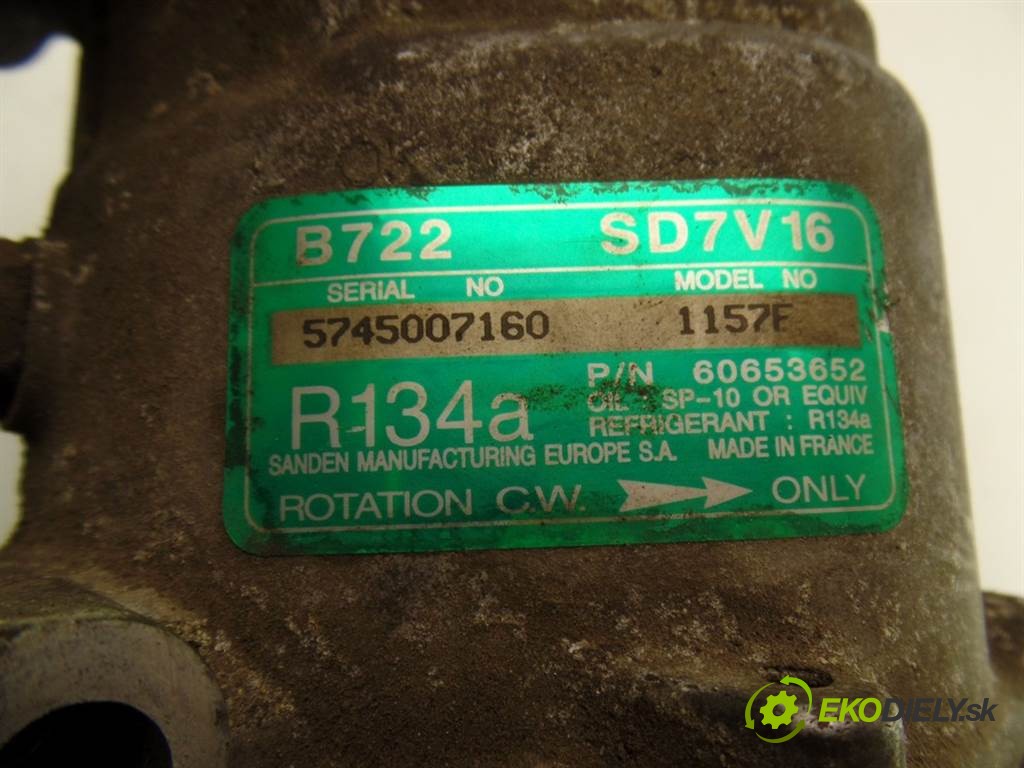 B722 SD7V16
SERIAL NO MODEL NO
5745007160 1157F
R134a
P/N 60653652
OIL : SP-10 OR EQUIV
REFRIGERANT : R134a
SANDEN MANUFACTURING EUROPE S.A. MADE IN FRANCE
ROTATION C.W. ONLY
EKODIELY.sk